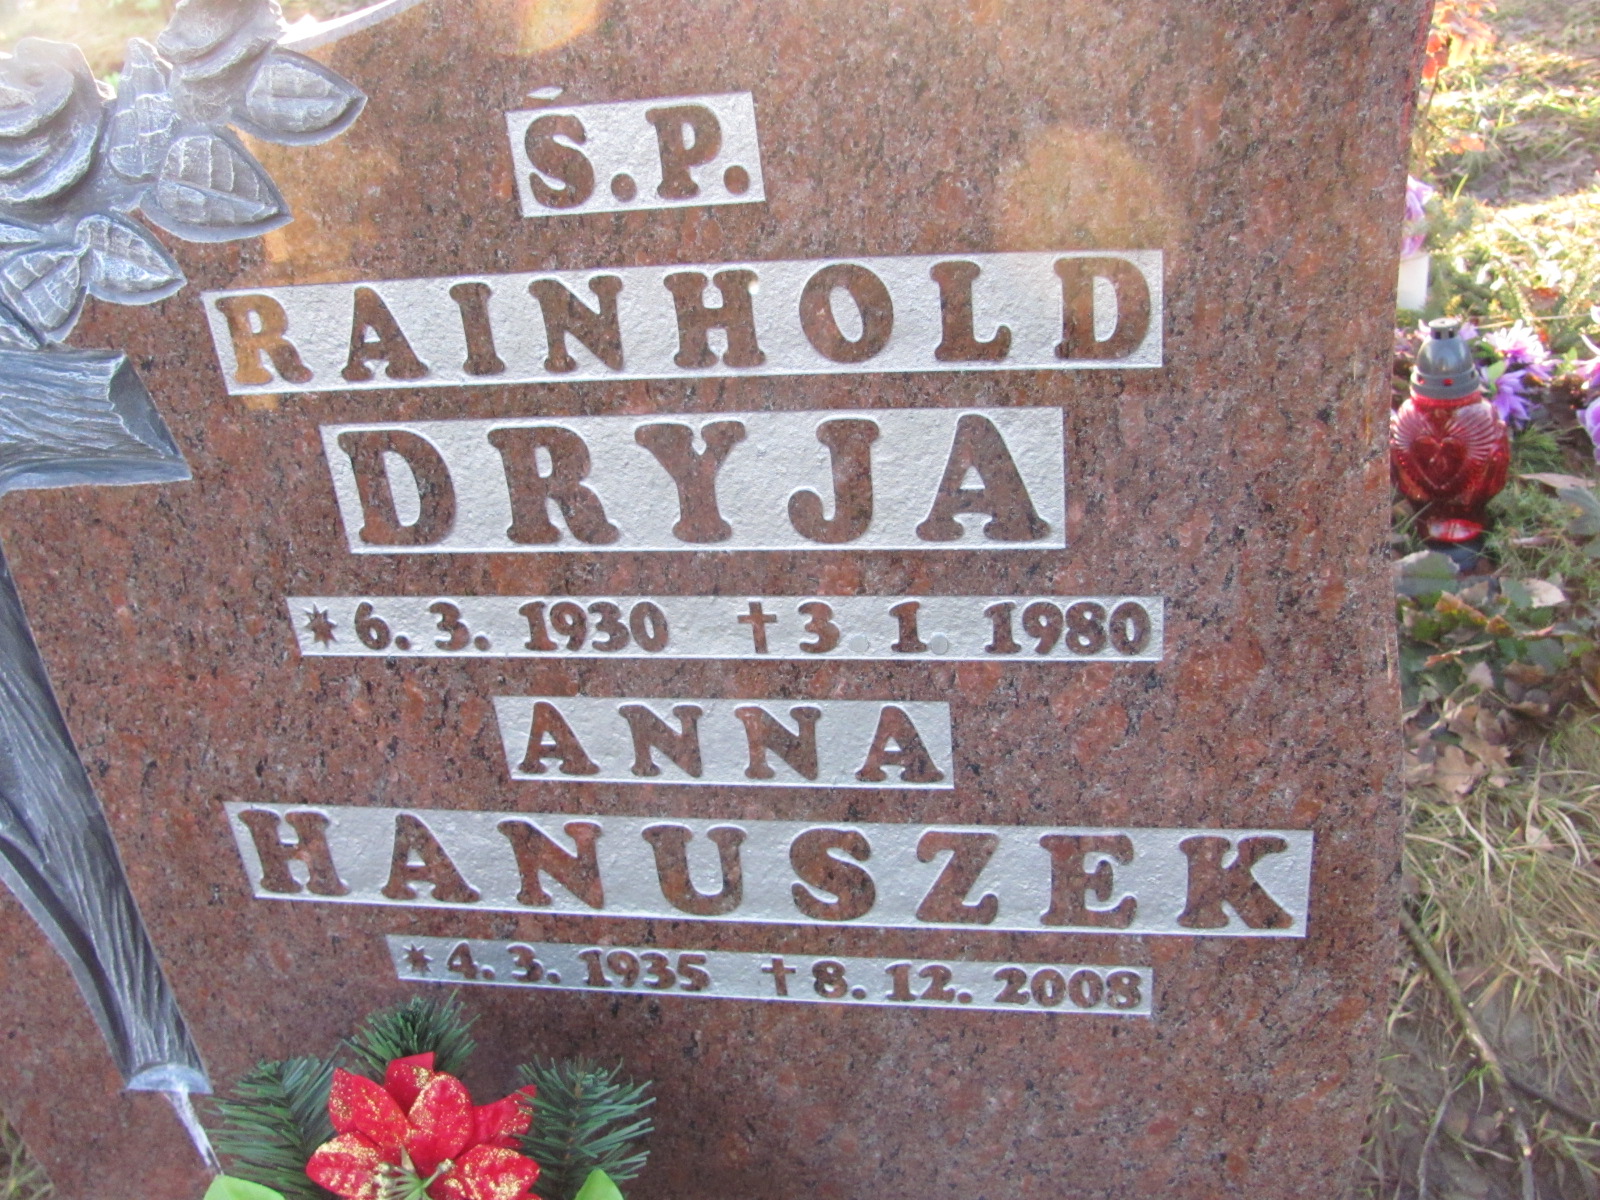 Ś.P.
RAINHOLD
DRYJA
* 6. 3. 1930 † 3. 1. 1980
ANNA
HANUSZEK
* 4. 3. 1935 † 8. 12. 2008